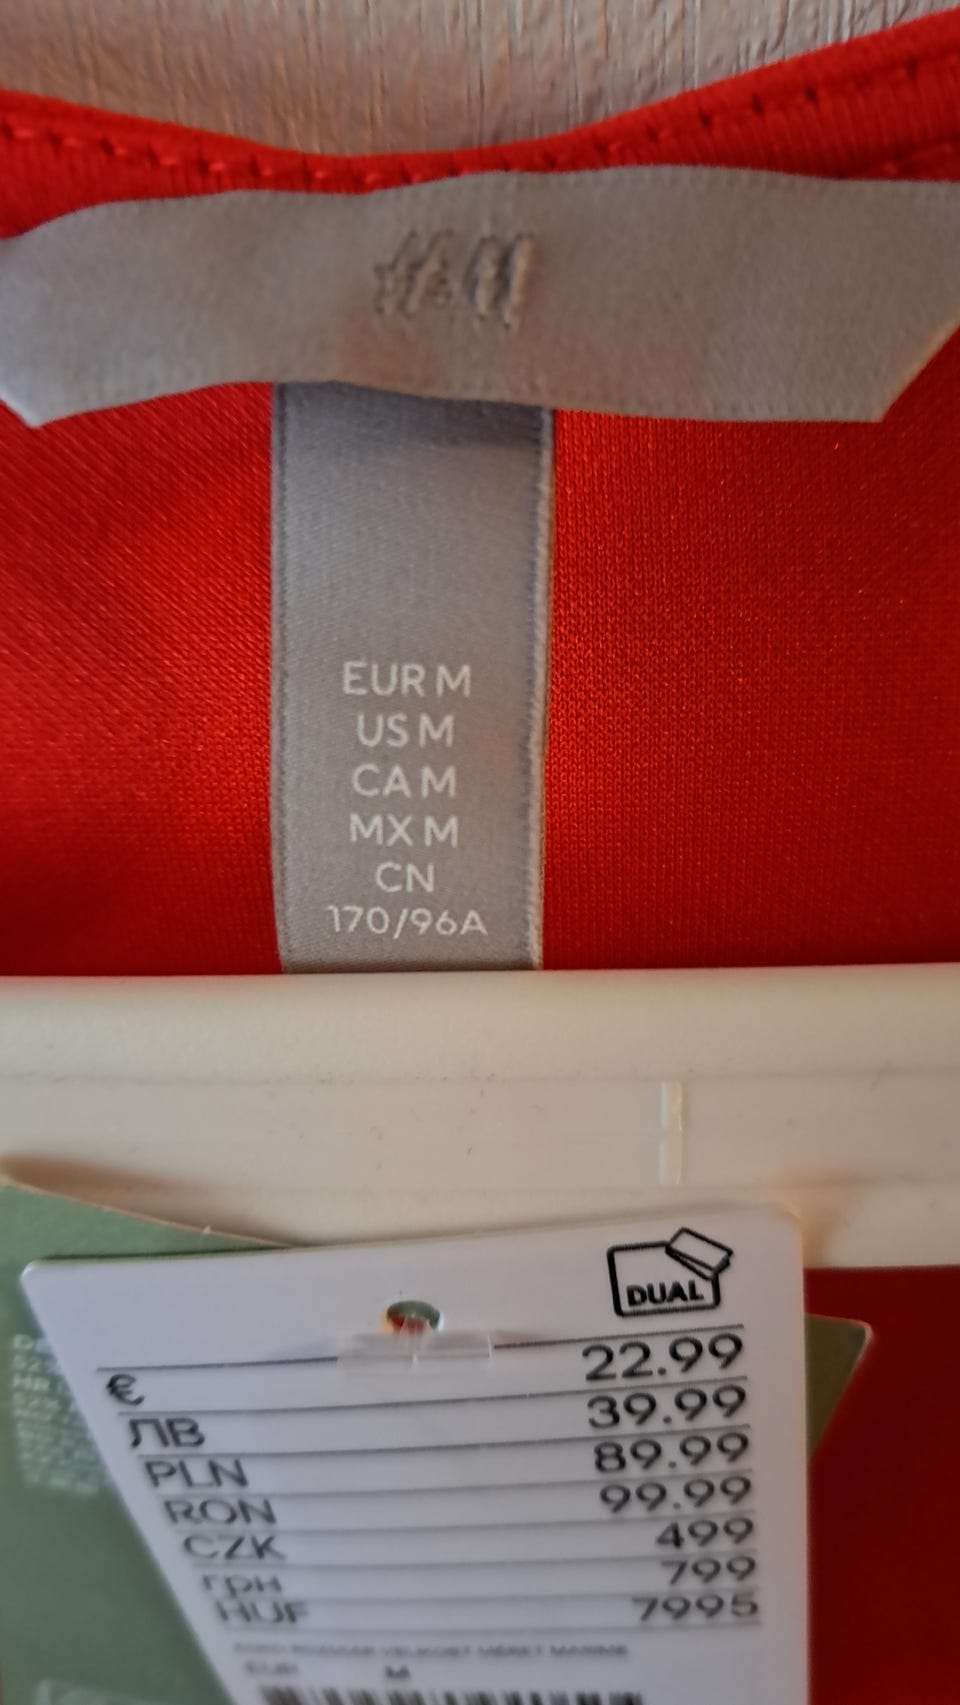 H&M
EUR M
US M
CA M
MX M
CN
170/96A
DUAL
€ 22.99
ЛВ 39.99
PLN 89.99
RON 99.99
CZK 499
ГРН 799
HUF 7995
EUR M